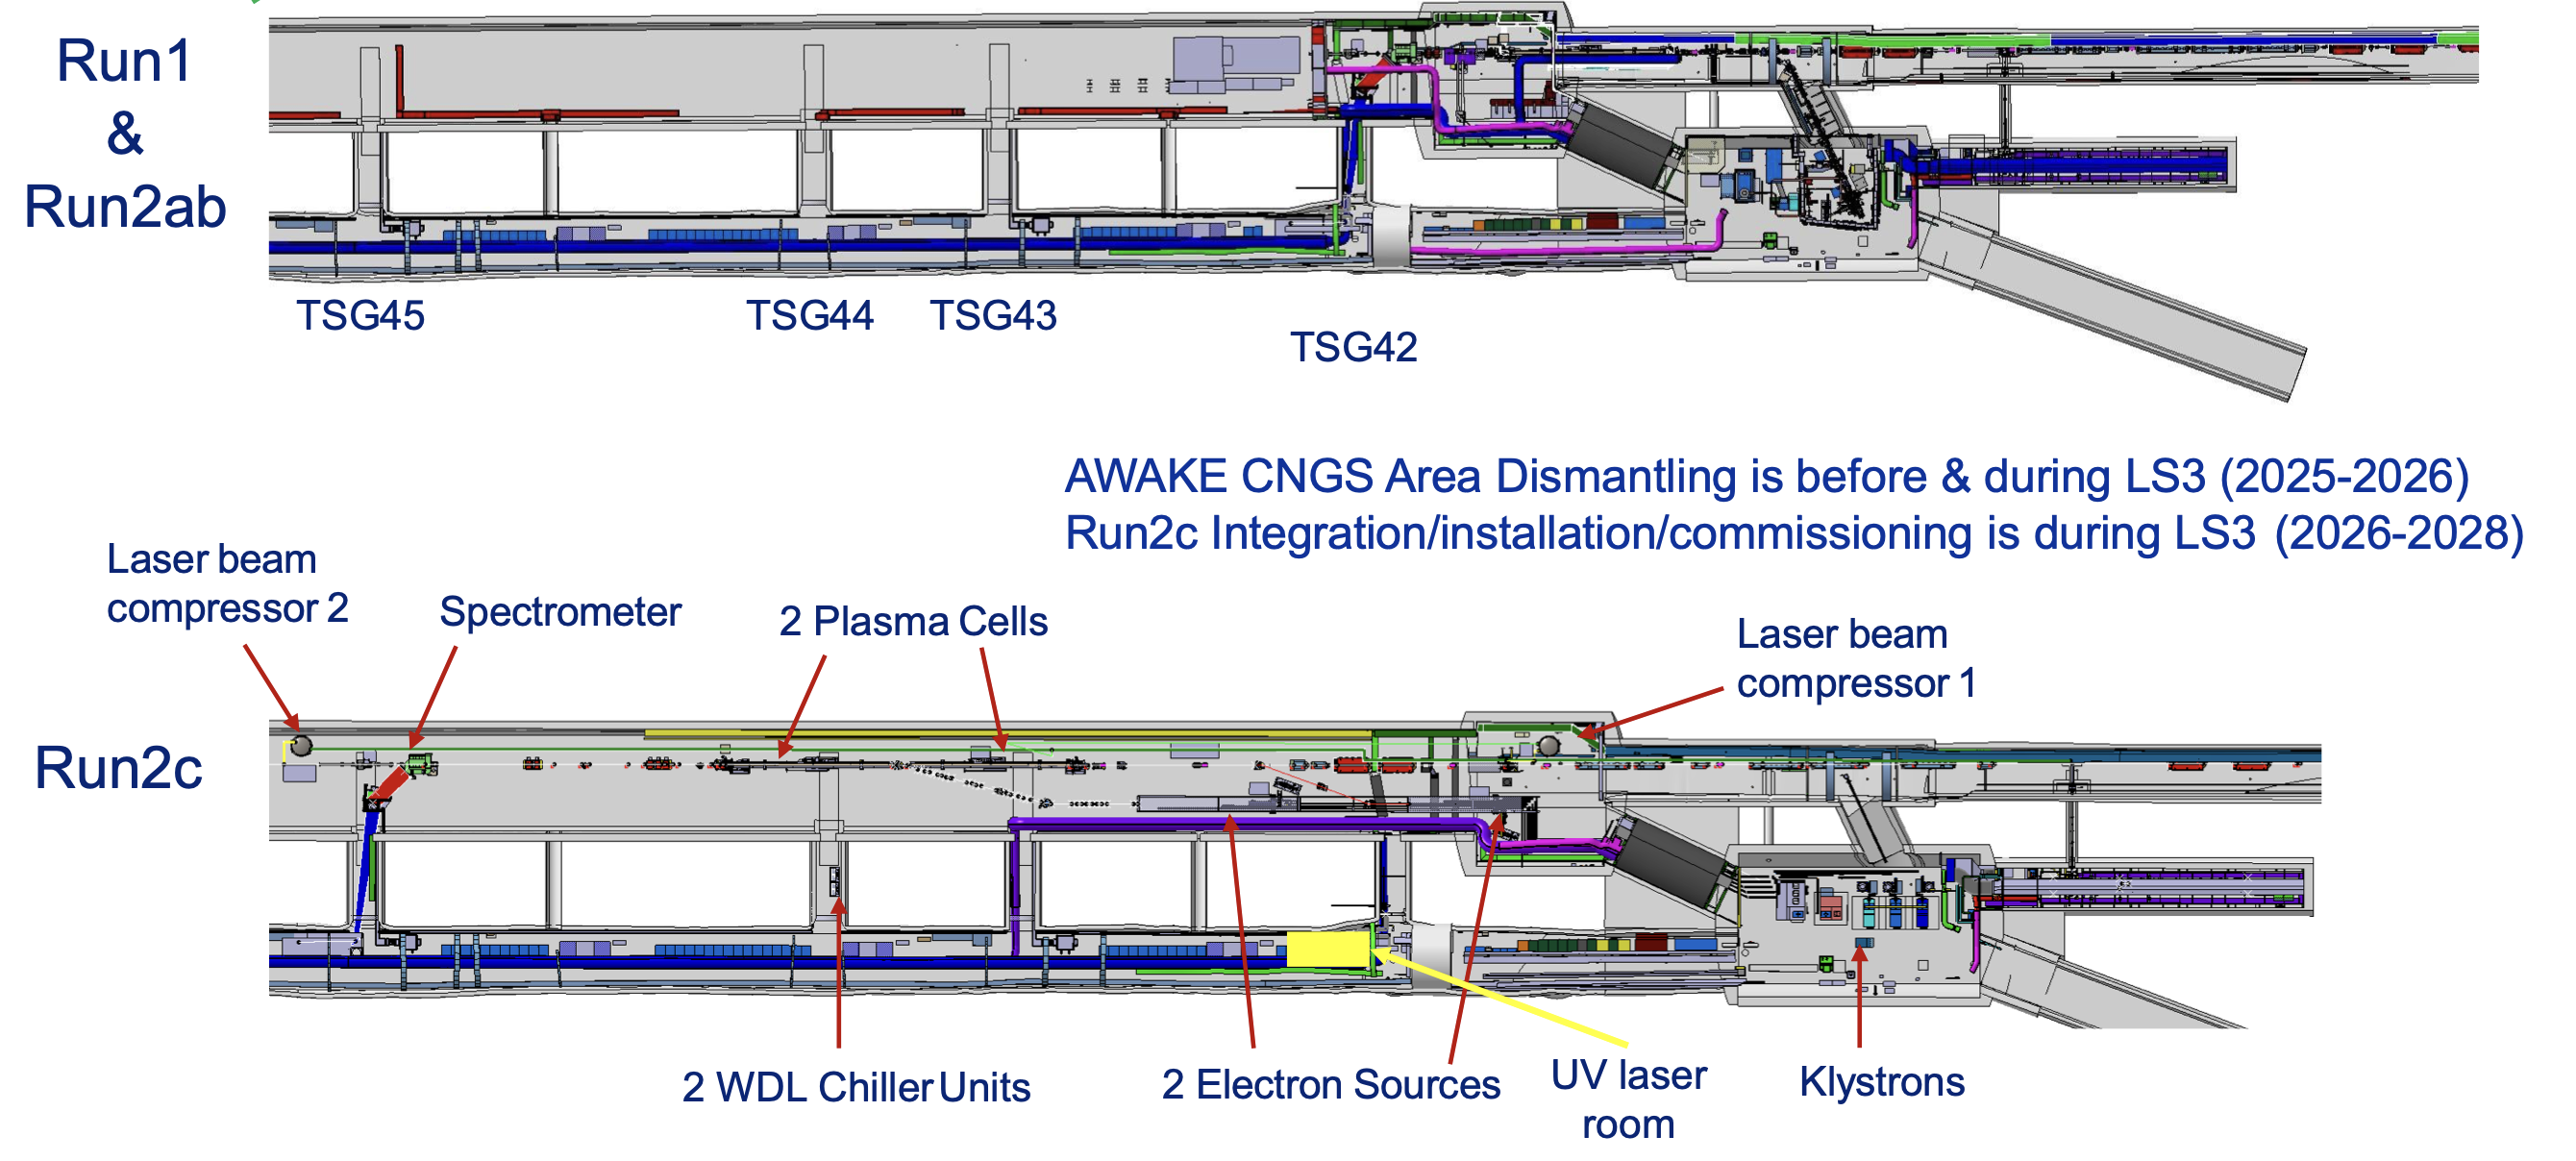 Run1
&
Run2ab
TSG45
TSG44
TSG43
TSG42
AWAKE CNGS Area Dismantling is before & during LS3 (2025-2026)
Run2c Integration/installation/commissioning is during LS3 (2026-2028)
Laser beam
compressor 2
Spectrometer
2 Plasma Cells
Laser beam
compressor 1
Run2c
2 WDL Chiller Units
2 Electron Sources
UV laser
room
Klystrons